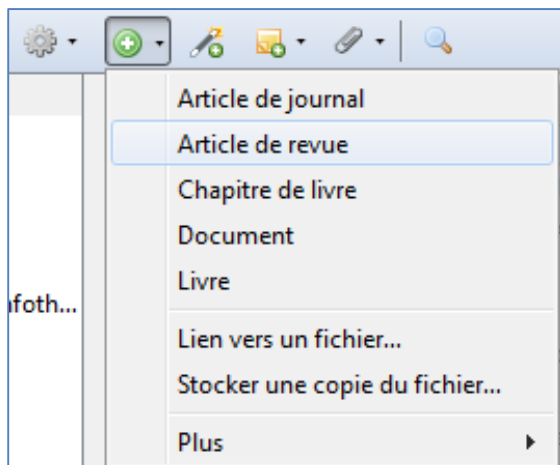 Article de journal
Article de revue
Chapitre de livre
Document
Livre
ifoth...
Lien vers un fichier...
Stocker une copie du fichier...
Plus